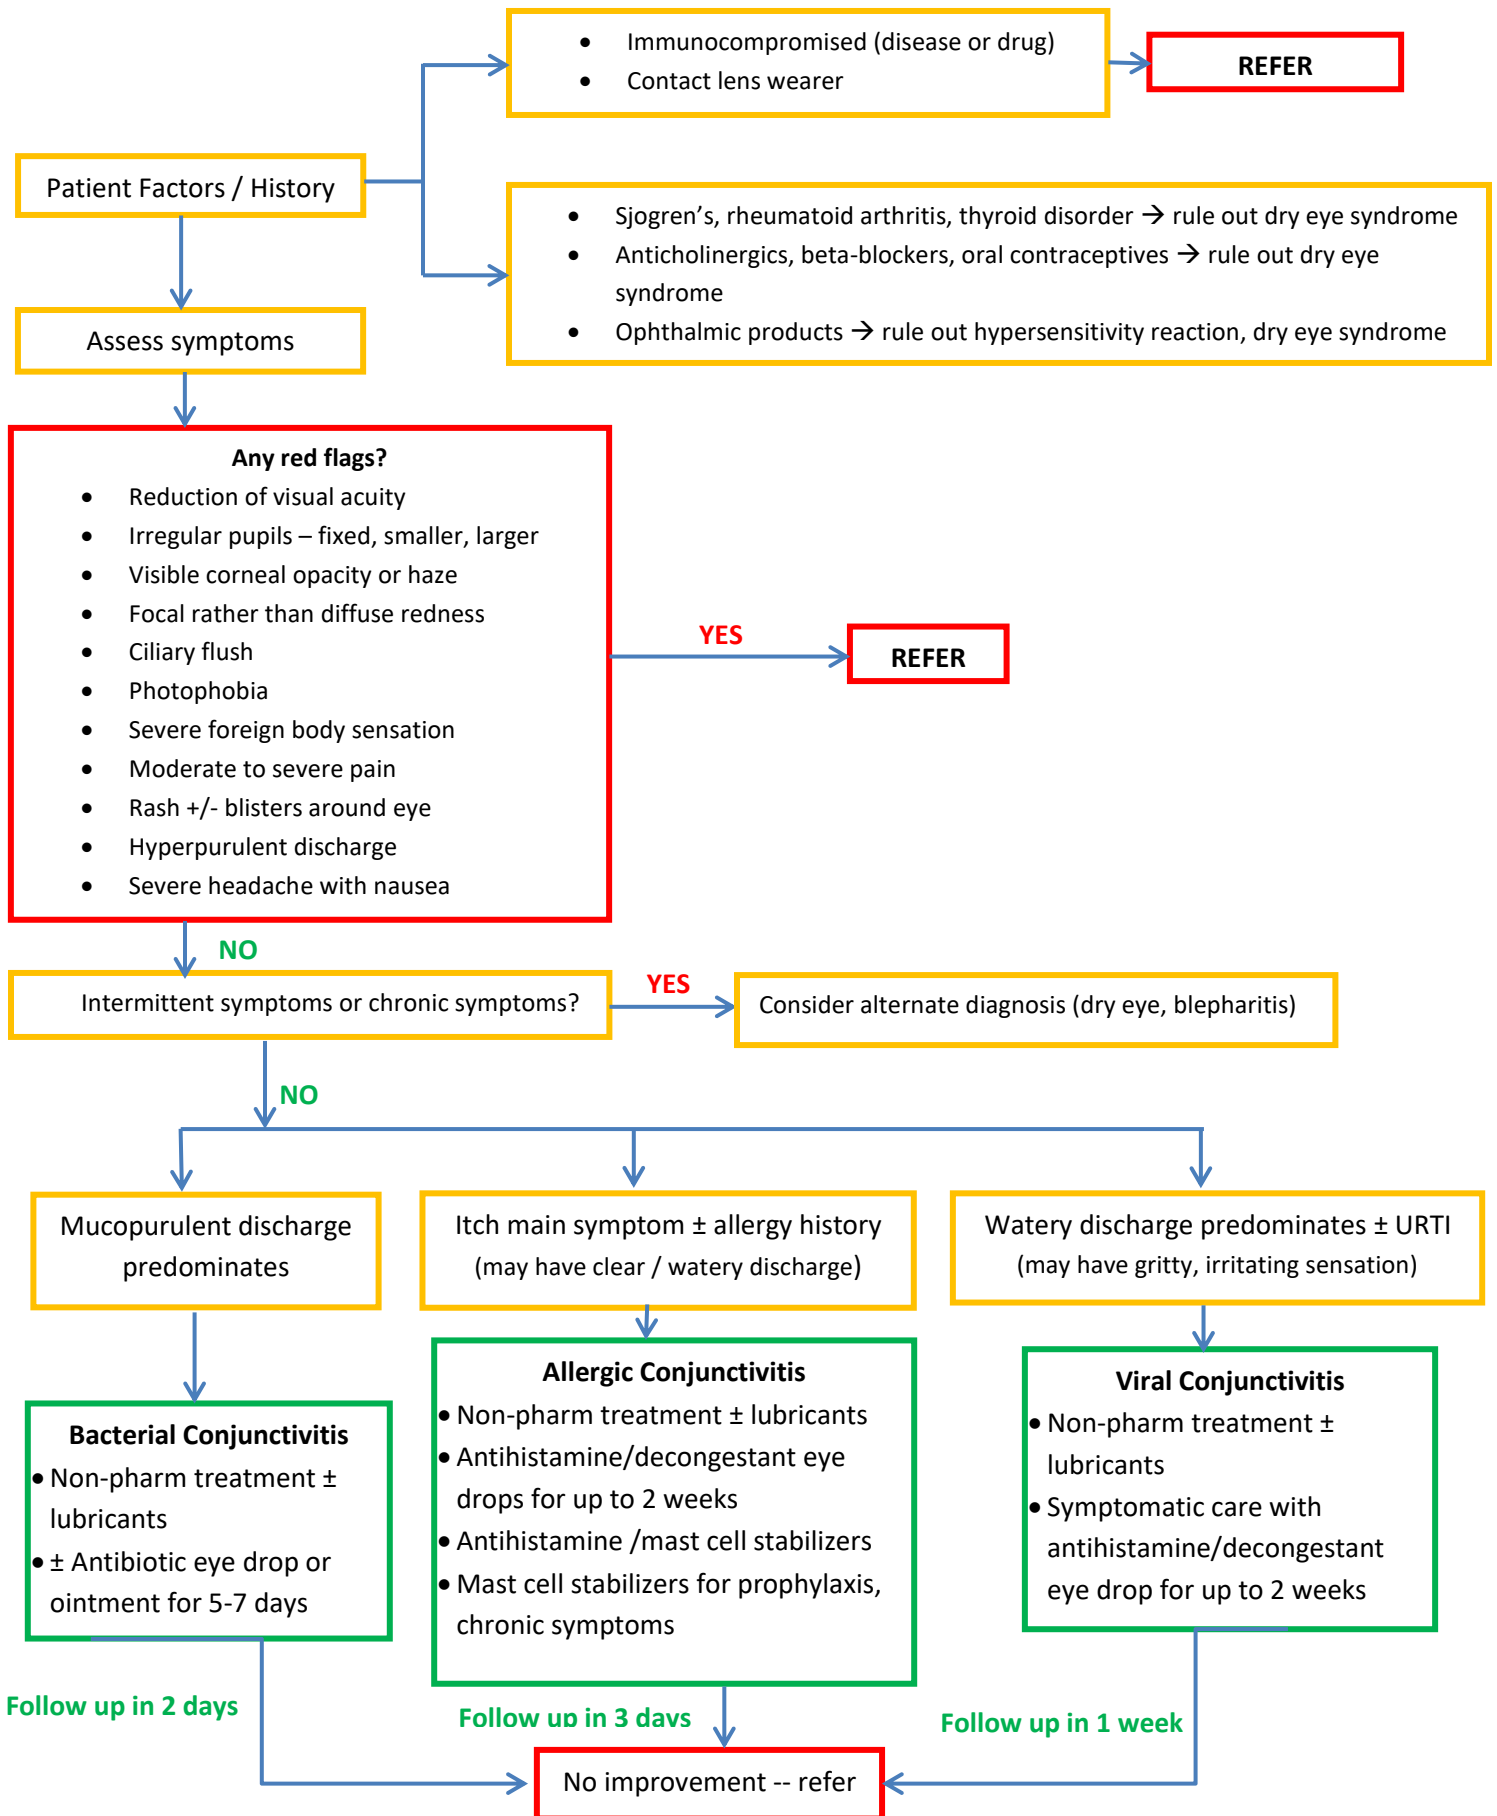 • Immunocompromised (disease or drug)
• Contact lens wearer
REFER
Patient Factors / History
• Sjogren’s, rheumatoid arthritis, thyroid disorder → rule out dry eye syndrome
• Anticholinergics, beta-blockers, oral contraceptives → rule out dry eye
syndrome
• Ophthalmic products → rule out hypersensitivity reaction, dry eye syndrome
Assess symptoms
Any red flags?
• Reduction of visual acuity
• Irregular pupils – fixed, smaller, larger
• Visible corneal opacity or haze
• Focal rather than diffuse redness
• Ciliary flush
• Photophobia
• Severe foreign body sensation
• Moderate to severe pain
• Rash +/- blisters around eye
• Hyperpurulent discharge
• Severe headache with nausea
YES
REFER
NO
Intermittent symptoms or chronic symptoms?
YES
Consider alternate diagnosis (dry eye, blepharitis)
NO
Mucopurulent discharge
predominates
Itch main symptom ± allergy history
(may have clear / watery discharge)
Watery discharge predominates ± URTI
(may have gritty, irritating sensation)
Bacterial Conjunctivitis
• Non-pharm treatment ±
lubricants
• ± Antibiotic eye drop or
ointment for 5-7 days
Allergic Conjunctivitis
• Non-pharm treatment ± lubricants
• Antihistamine/decongestant eye
drops for up to 2 weeks
• Antihistamine /mast cell stabilizers
• Mast cell stabilizers for prophylaxis,
chronic symptoms
Viral Conjunctivitis
• Non-pharm treatment ±
lubricants
• Symptomatic care with
antihistamine/decongestant
eye drop for up to 2 weeks
Follow up in 2 days
Follow up in 3 days
Follow up in 1 week
No improvement -- refer